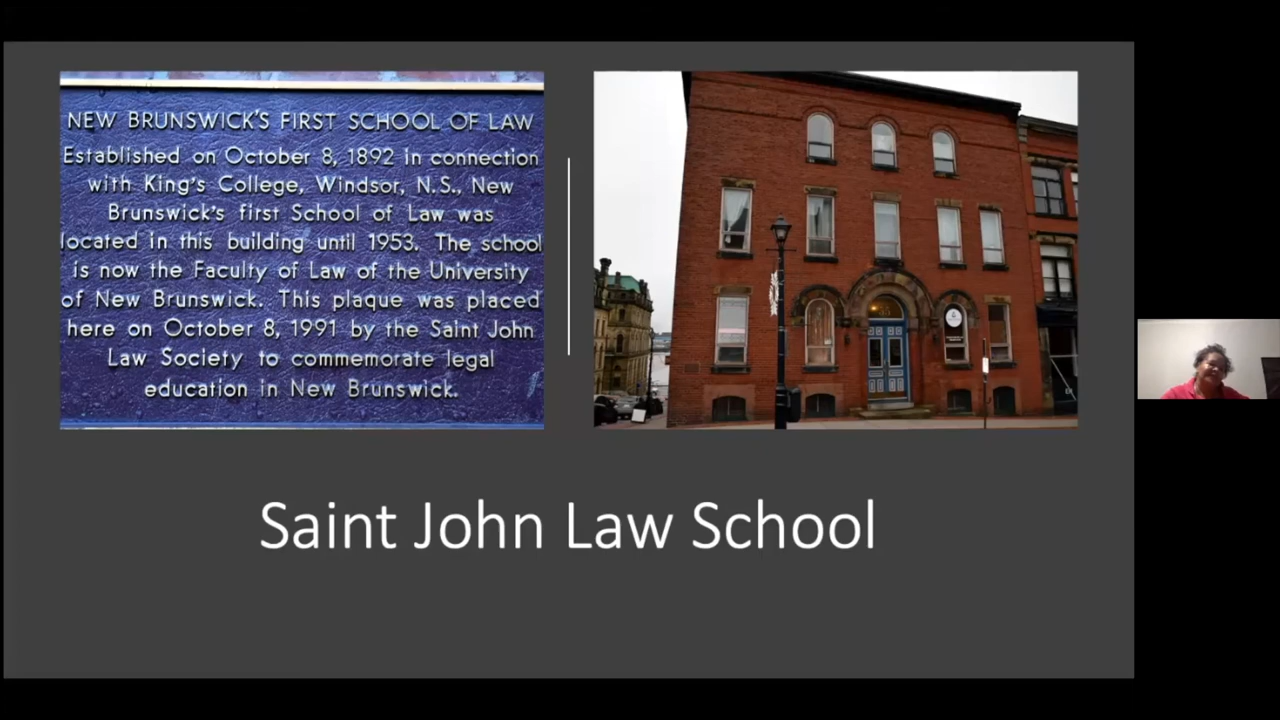 NEW BRUNSWICK'S FIRST SCHOOL OF LAW
Established on October 8, 1892 in connection
with King's College, Windsor, N.S., New
Brunswick's first School of Law was
located in this building until 1953. The school
is now the Faculty of Law of the University
of New Brunswick. This plaque was placed
here on October 8, 1991 by the Saint John
Law Society to commemorate legal
education in New Brunswick.
Saint John Law School